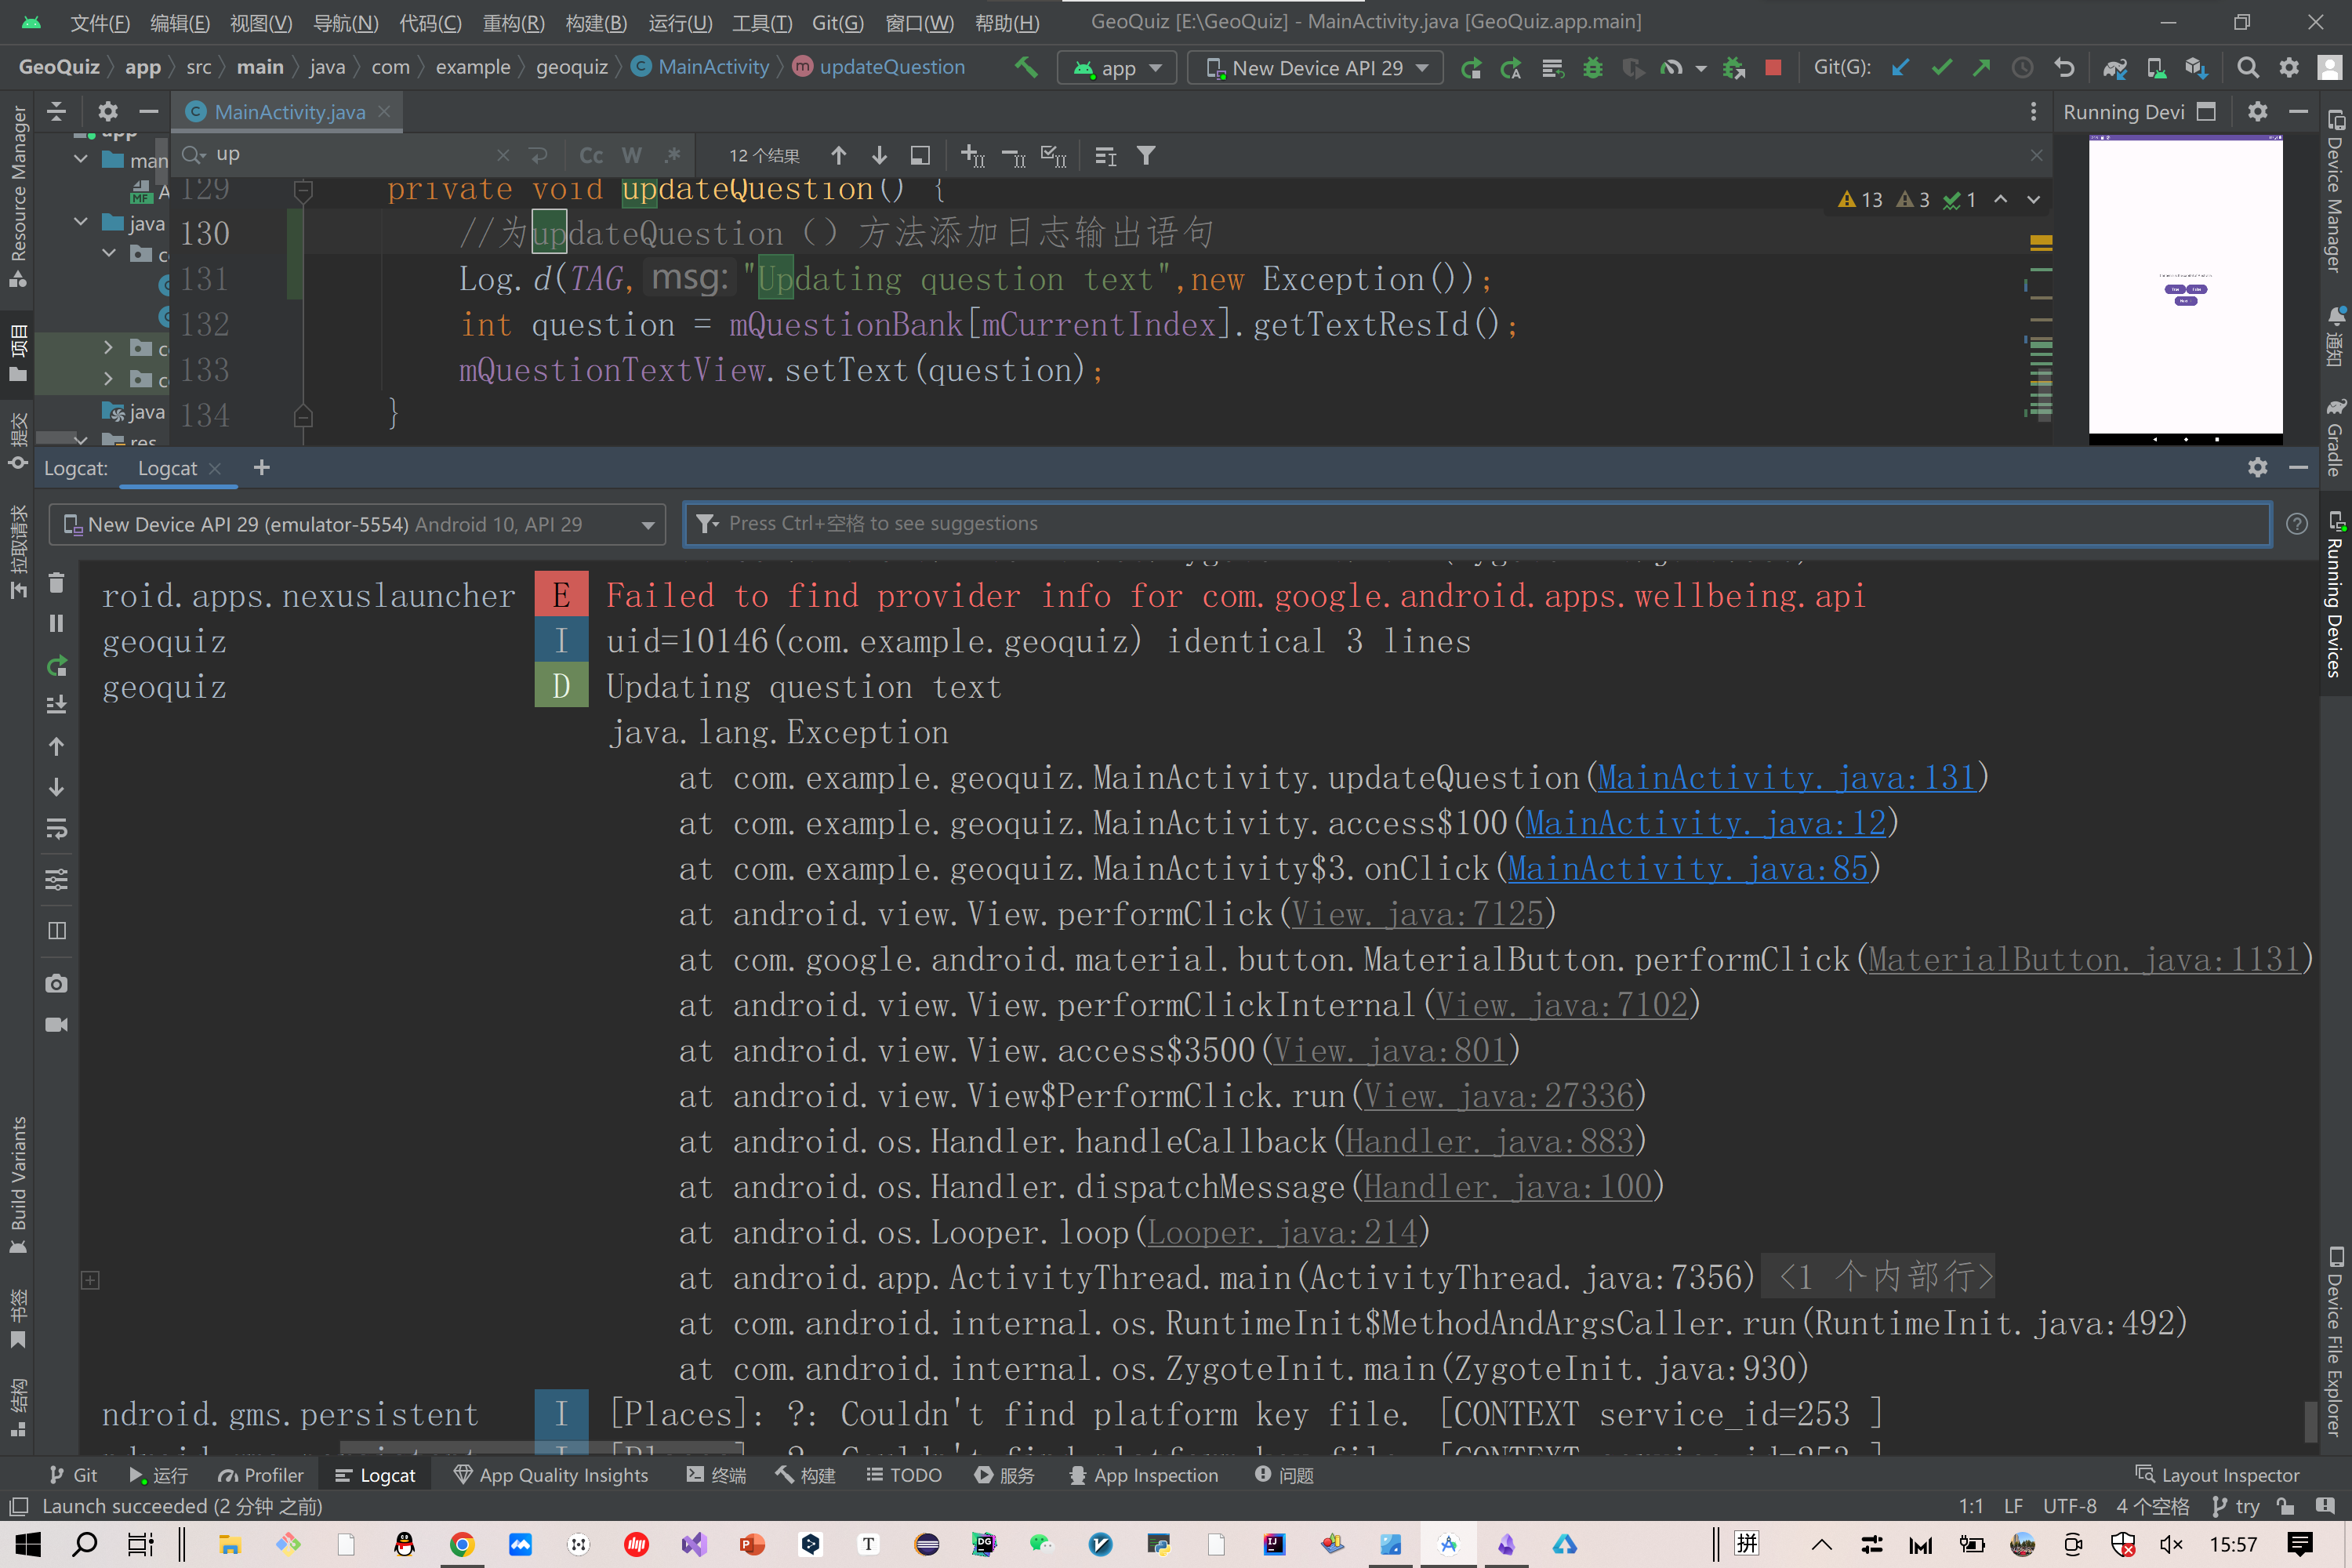 文件(F) 编辑(E) 视图(V) 导航(N) 代码(C) 重构(R) 构建(B) 运行(U) 工具(T) Git(G) 窗口(W) 帮助(H) GeoQuiz [E:\GeoQuiz] - MainActivity.java [GeoQuiz.app.main]
GeoQuiz app src main java com example geoquiz MainActivity updateQuestion app New Device API 29 Git(G):
MainActivity.java Running Devi
app
man
A
java
c
c
c
java
res
up Cc W .* 12 个结果
129 private void updateQuestion() {
130 //为updateQuestion（）方法添加日志输出语句
131 Log.d(TAG, msg: "Updating question text",new Exception());
132 int question = mQuestionBank[mCurrentIndex].getTextResId();
133 mQuestionTextView.setText(question);
134 }
13 3 1
Logcat: Logcat
New Device API 29 (emulator-5554) Android 10, API 29 Press Ctrl+空格 to see suggestions
roid.apps.nexuslauncher E Failed to find provider info for com.google.android.apps.wellbeing.api
geoquiz I uid=10146(com.example.geoquiz) identical 3 lines
geoquiz D Updating question text
java.lang.Exception
at com.example.geoquiz.MainActivity.updateQuestion(MainActivity.java:131)
at com.example.geoquiz.MainActivity.access$100(MainActivity.java:12)
at com.example.geoquiz.MainActivity$3.onClick(MainActivity.java:85)
at android.view.View.performClick(View.java:7125)
at com.google.android.material.button.MaterialButton.performClick(MaterialButton.java:1131)
at android.view.View.performClickInternal(View.java:7102)
at android.view.View.access$3500(View.java:801)
at android.view.View$PerformClick.run(View.java:27336)
at android.os.Handler.handleCallback(Handler.java:883)
at android.os.Handler.dispatchMessage(Handler.java:100)
at android.os.Looper.loop(Looper.java:214)
at android.app.ActivityThread.main(ActivityThread.java:7356) <1 个内部行>
at com.android.internal.os.RuntimeInit$MethodAndArgsCaller.run(RuntimeInit.java:492)
at com.android.internal.os.ZygoteInit.main(ZygoteInit.java:930)
ndroid.gms.persistent I [Places]: ?: Couldn't find platform key file. [CONTEXT service_id=253 ]
ndroid.gms.persistent I [Places]: ?: Couldn't find platform key file. [CONTEXT service_id=253 ]
Resource Manager
项目
提交
拉取请求
Build Variants
书签
结构
Device Manager
通知
Gradle
Running Devices
Device File Explorer
Git 运行 Profiler Logcat App Quality Insights 终端 构建 TODO 服务 App Inspection 问题 Layout Inspector
Launch succeeded (2 分钟 之前) 1:1 LF UTF-8 4 个空格 try
拼 15:57